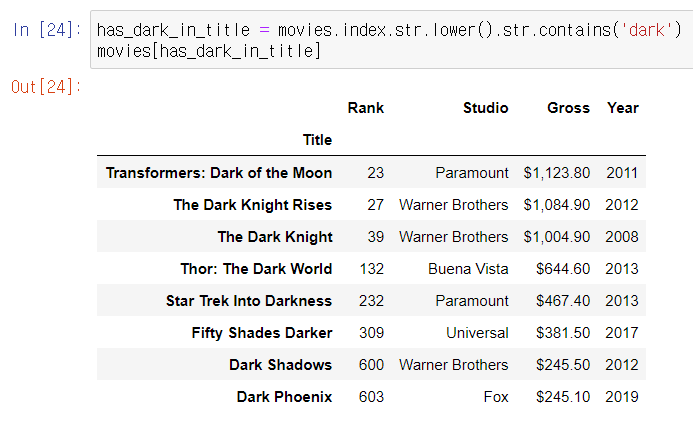 In [24]: has_dark_in_title = movies.index.str.lower().str.contains('dark')
movies[has_dark_in_title]
Out[24]:
Rank Studio Gross Year
Title
Transformers: Dark of the Moon 23 Paramount $1,123.80 2011
The Dark Knight Rises 27 Warner Brothers $1,084.90 2012
The Dark Knight 39 Warner Brothers $1,004.90 2008
Thor: The Dark World 132 Buena Vista $644.60 2013
Star Trek Into Darkness 232 Paramount $467.40 2013
Fifty Shades Darker 309 Universal $381.50 2017
Dark Shadows 600 Warner Brothers $245.50 2012
Dark Phoenix 603 Fox $245.10 2019